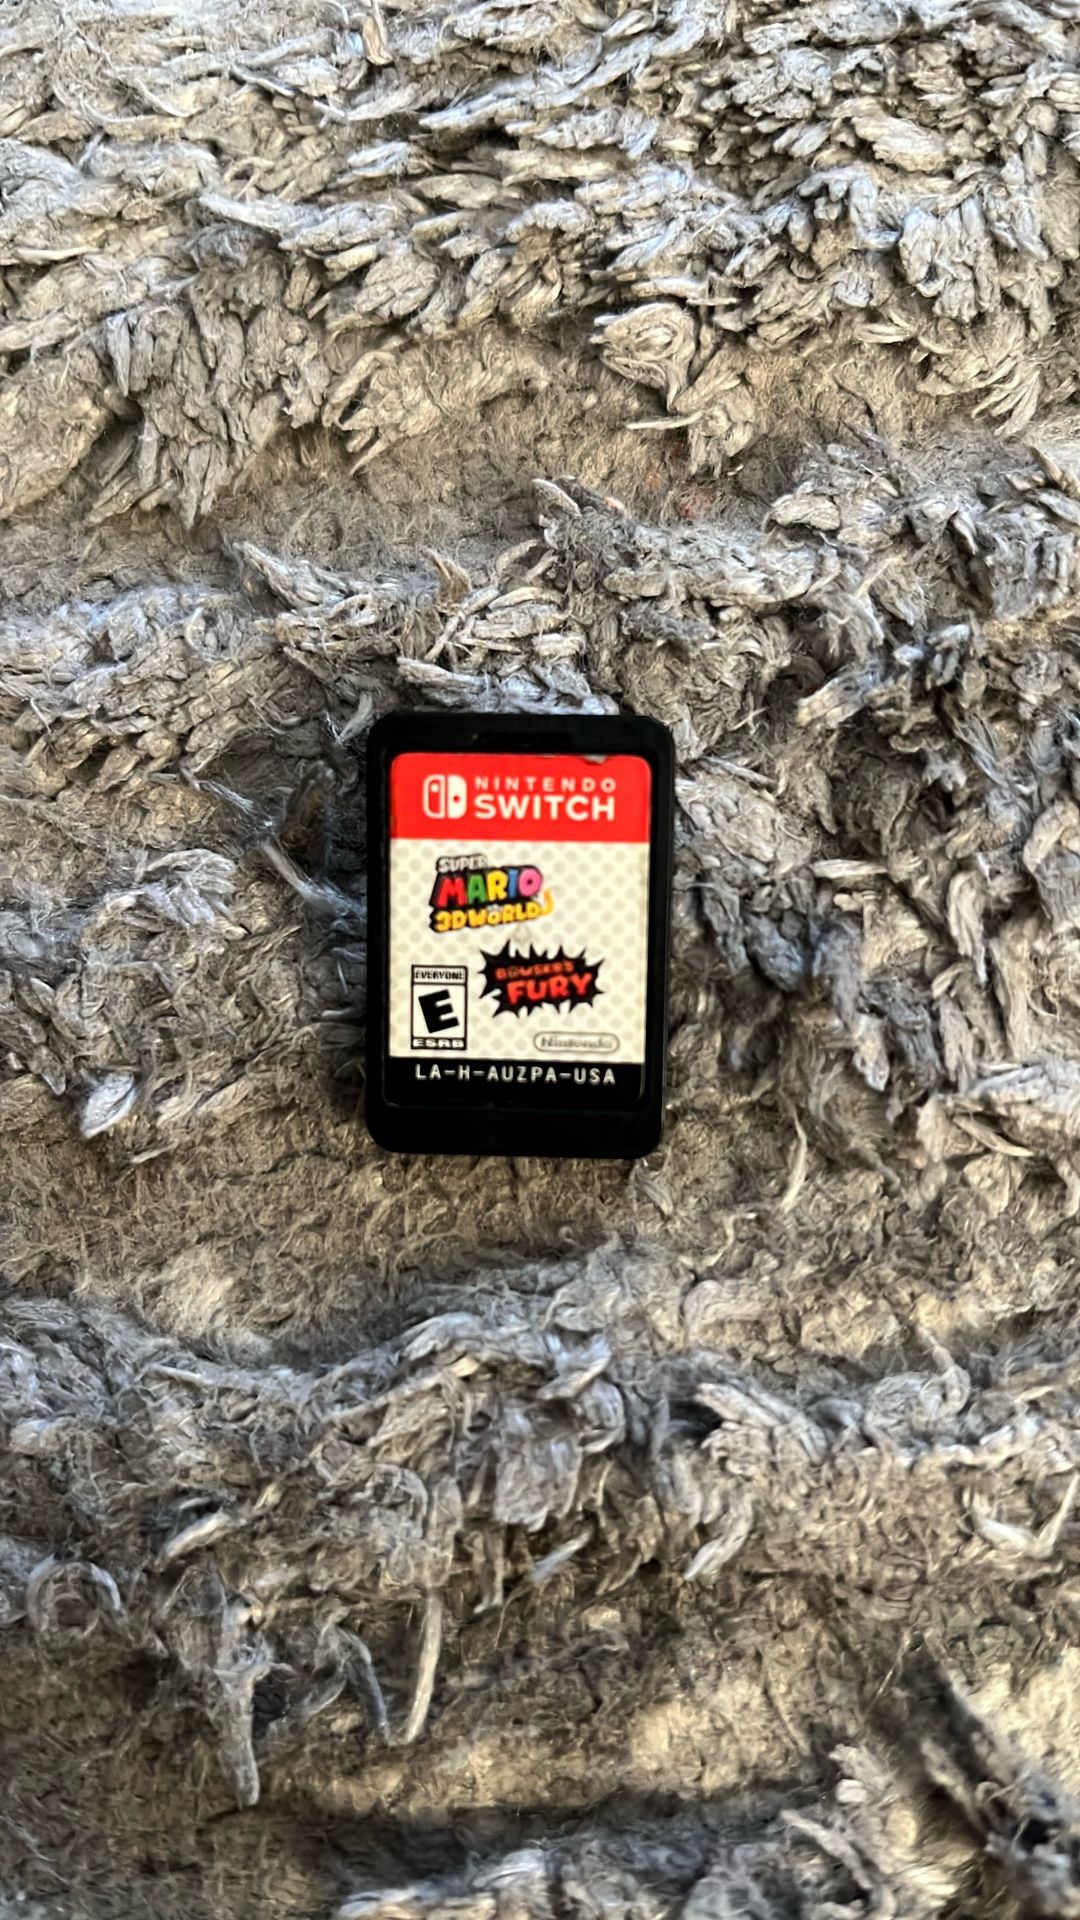 NINTENDO
SWITCH
SUPER
MARIO
3D WORLD
BOWSER'S
FURY
EVERYONE
E
ESRB
Nintendo
LA-H-AUZPA-USA